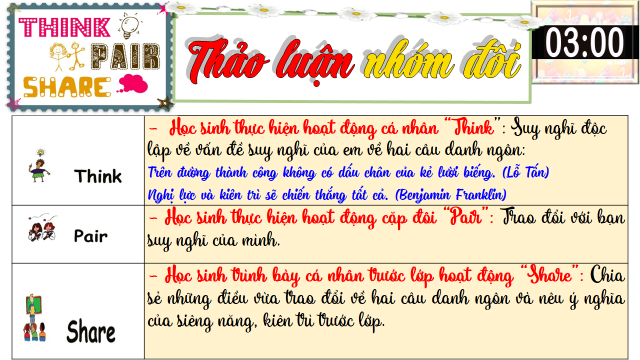 THINK
PAIR
SHARE
Thảo luận nhóm đôi
03:00
Think
– Học sinh thực hiện hoạt động cá nhân “Think”: Suy nghĩ độc
lập về vấn đề suy nghĩ của em về hai câu danh ngôn:
Trên đường thành công không có dấu chân của kẻ lười biếng. (Lỗ Tấn)
Nghị lực và kiên trì sẽ chiến thắng tất cả. (Benjamin Franklin)
Pair
– Học sinh thực hiện hoạt động cặp đôi “Pair”: Trao đổi với bạn
suy nghĩ của mình.
Share
– Học sinh trình bày cá nhân trước lớp hoạt động “Share”: Chia
sẻ những điều vừa trao đổi về hai câu danh ngôn và nêu ý nghĩa
của siêng năng, kiên trì trước lớp.